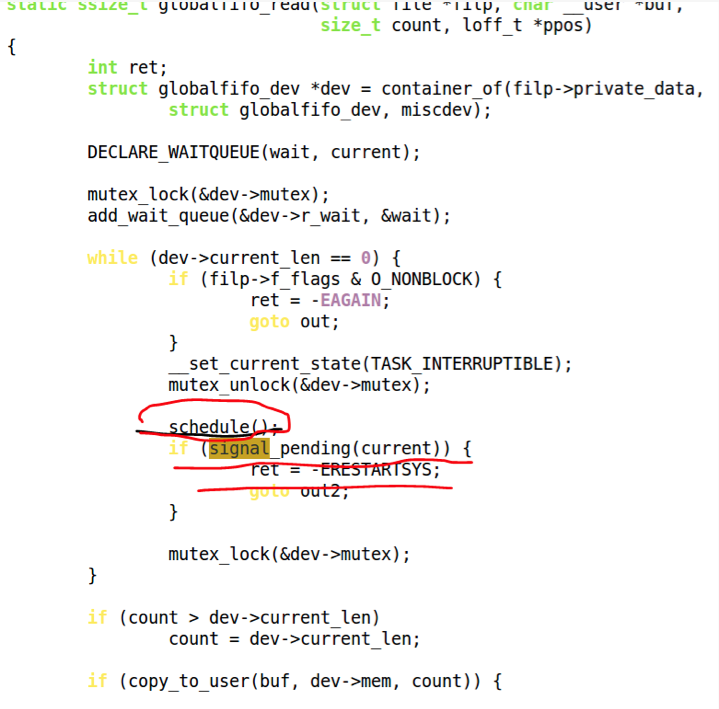 static ssize_t globalfifo_read(struct file *filp, char __user *buf,
size_t count, loff_t *ppos)
{
int ret;
struct globalfifo_dev *dev = container_of(filp->private_data,
struct globalfifo_dev, miscdev);
DECLARE_WAITQUEUE(wait, current);
mutex_lock(&dev->mutex);
add_wait_queue(&dev->r_wait, &wait);
while (dev->current_len == 0) {
if (filp->f_flags & O_NONBLOCK) {
ret = -EAGAIN;
goto out;
}
__set_current_state(TASK_INTERRUPTIBLE);
mutex_unlock(&dev->mutex);
schedule();
if (signal_pending(current)) {
ret = -ERESTARTSYS;
goto out2;
}
mutex_lock(&dev->mutex);
}
if (count > dev->current_len)
count = dev->current_len;
if (copy_to_user(buf, dev->mem, count)) {